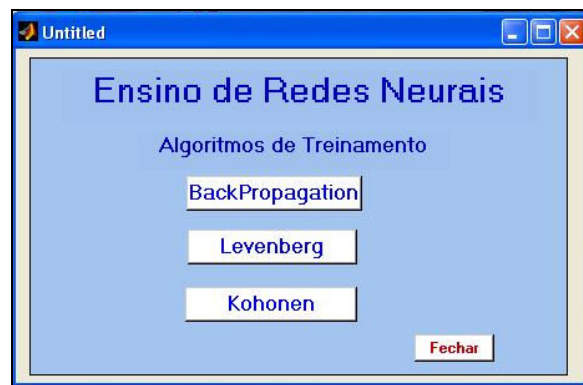 Untitled
Ensino de Redes Neurais
Algoritmos de Treinamento
BackPropagation
Levenberg
Kohonen
Fechar